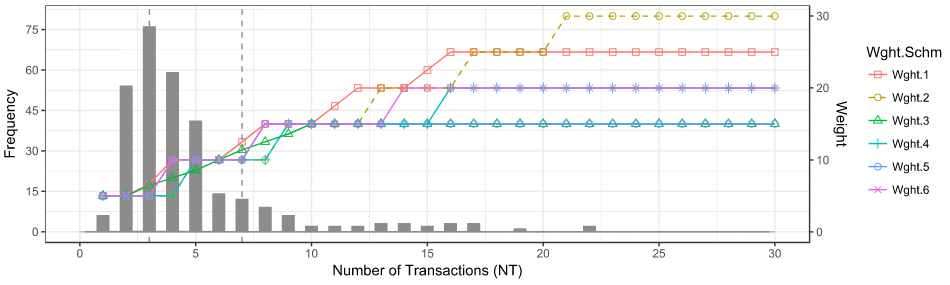 75
60
45
30
15
0
Frequency
30
20
10
0
Weight
0
5
10
15
20
25
30
Number of Transactions (NT)
Wght.Schm
Wght.1
Wght.2
Wght.3
Wght.4
Wght.5
Wght.6